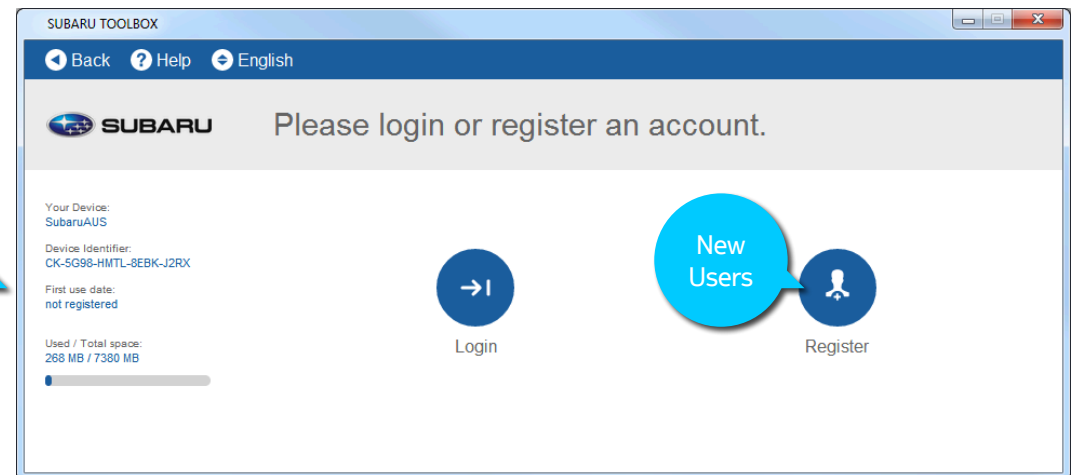 SUBARU TOOLBOX
Back ? Help English
SUBARU Please login or register an account.
Your Device:
SubaruAUS
Device Identifier:
CK-5G98-HMTL-8EBK-J2RX
First use date:
not registered
Used / Total space:
268 MB / 7380 MB
New
Users
Login
Register